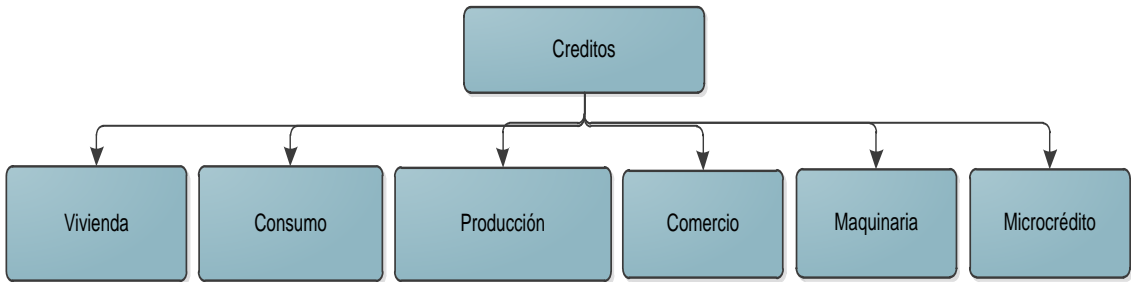 Creditos
Vivienda
Consumo
Producción
Comercio
Maquinaria
Microcrédito